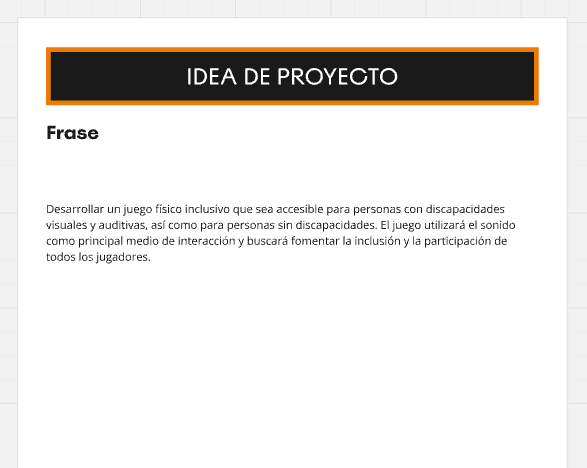 IDEA DE PROYECTO
Frase
Desarrollar un juego físico inclusivo que sea accesible para personas con discapacidades
visuales y auditivas, así como para personas sin discapacidades. El juego utilizará el sonido
como principal medio de interacción y buscará fomentar la inclusión y la participación de
todos los jugadores.